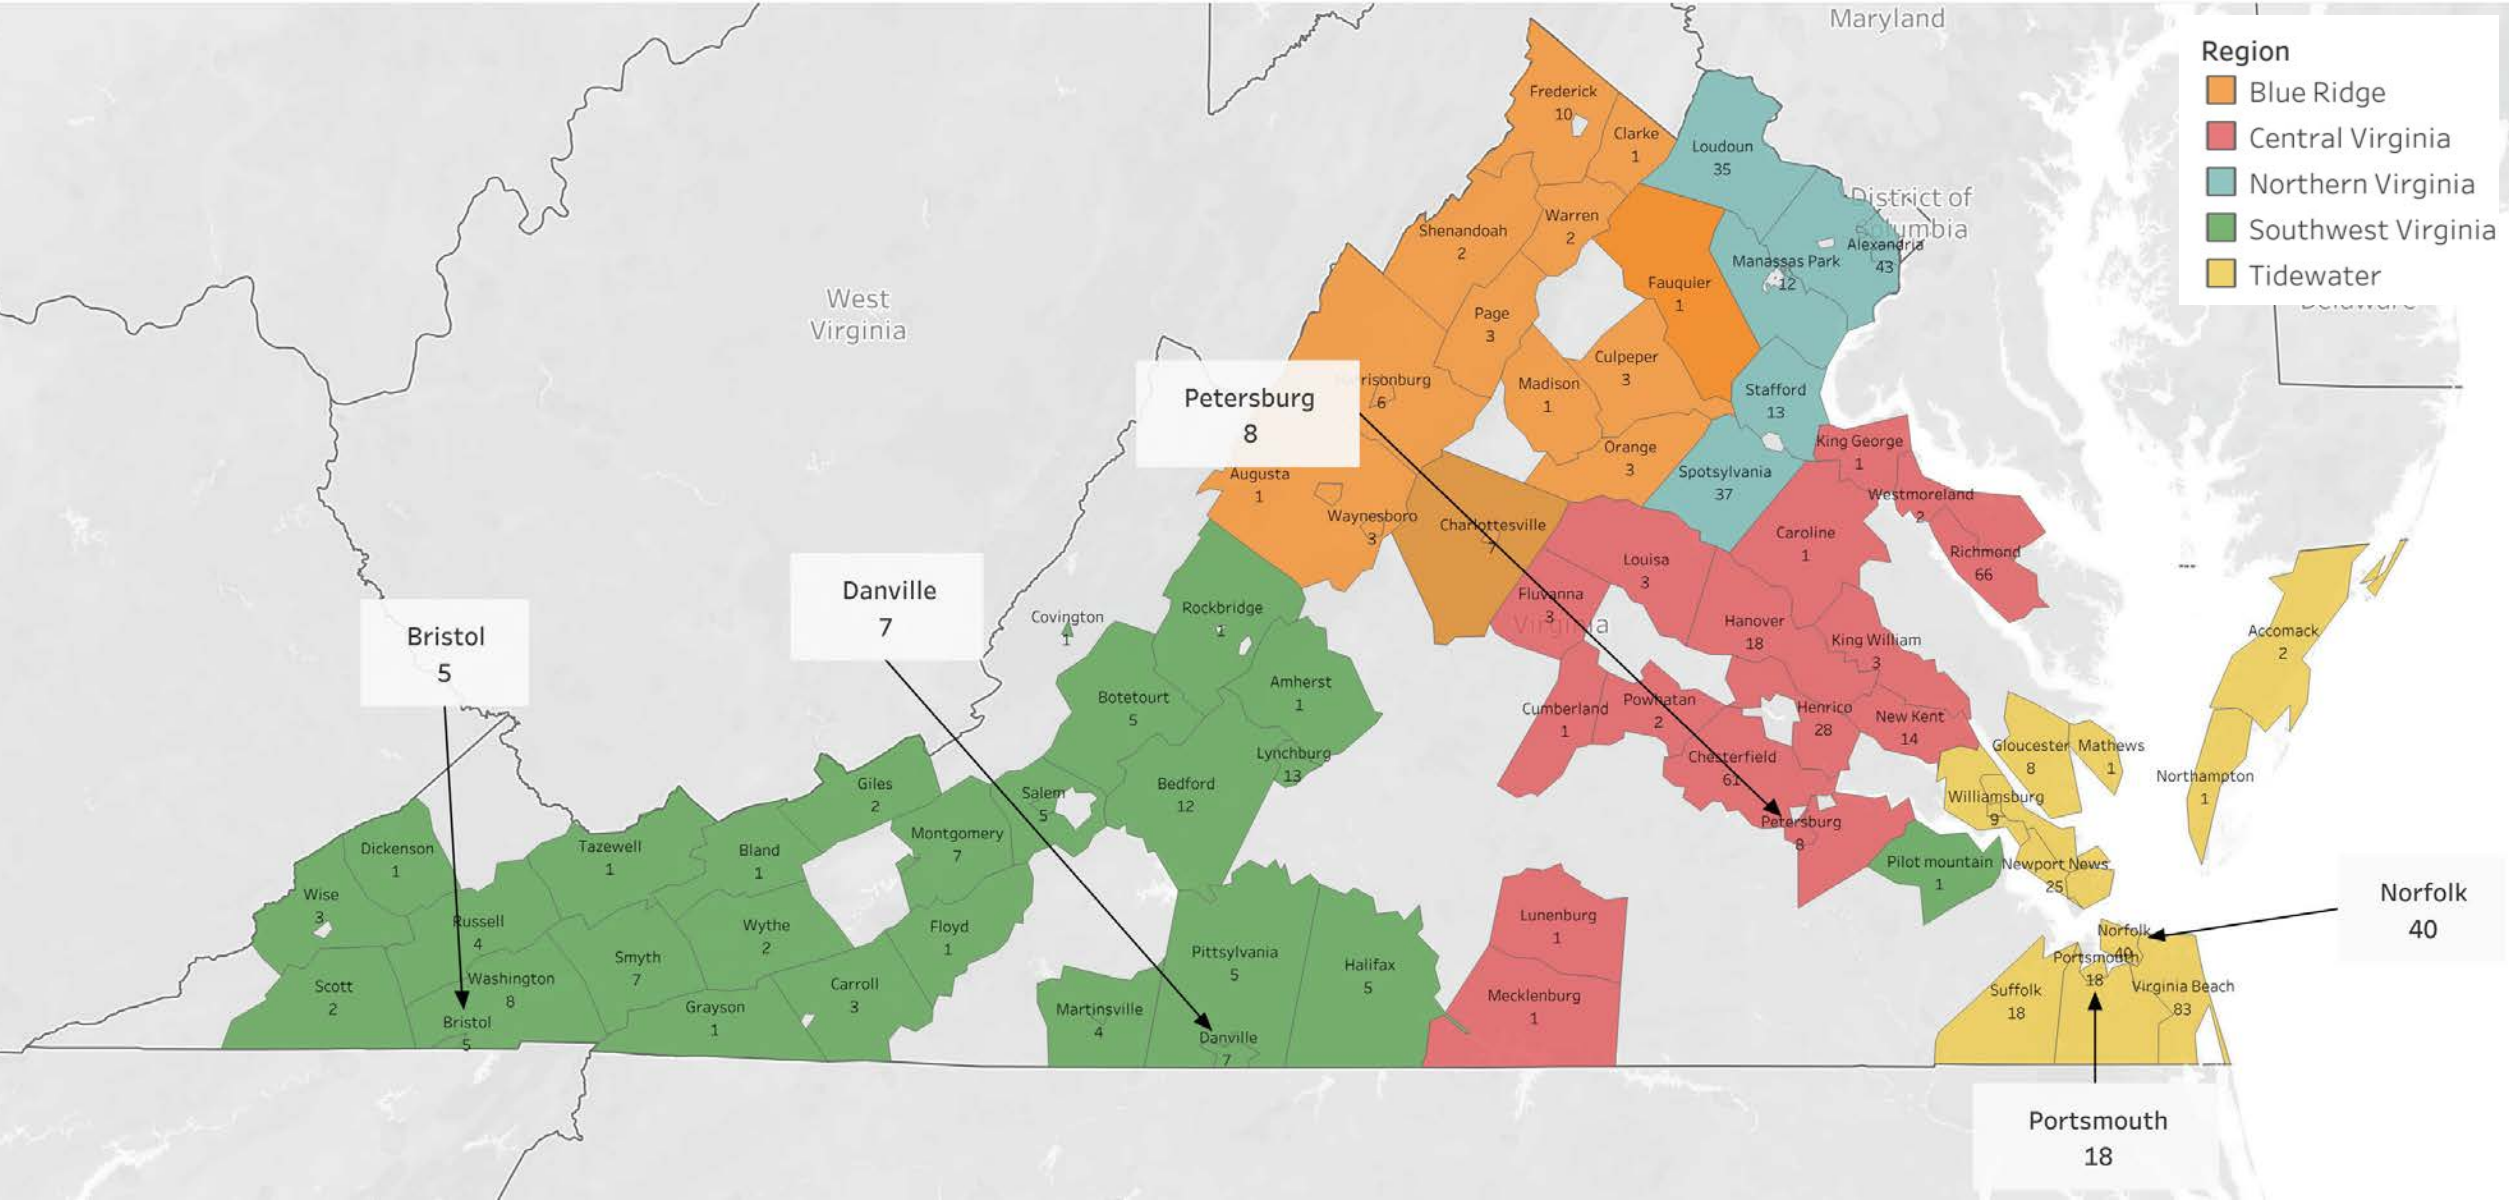 Maryland
Region
Blue Ridge
Central Virginia
Northern Virginia
Southwest Virginia
Tidewater
Delaware
District of
Columbia
West
Virginia
Virginia
Frederick
10
Clarke
1
Loudoun
35
Shenandoah
2
Warren
2
Fauquier
1
Alexandria
43
Manassas Park
12
Page
3
Culpeper
3
Madison
1
Stafford
13
Harrisonburg
6
Petersburg
8
Orange
3
Spotsylvania
37
King George
1
Augusta
1
Waynesboro
3
Charlottesville
7
Westmoreland
2
Caroline
1
Richmond
66
Louisa
3
Fluvanna
3
Hanover
18
King William
3
Danville
7
Bristol
5
Covington
1
Rockbridge
1
Amherst
1
Botetourt
5
Cumberland
1
Powhatan
2
Henrico
28
New Kent
14
Chesterfield
61
Accomack
2
Gloucester
8
Mathews
1
Northampton
1
Williamsburg
9
Lynchburg
13
Bedford
12
Salem
5
Giles
2
Montgomery
7
Petersburg
8
Pilot mountain
1
Newport News
25
Dickenson
1
Tazewell
1
Bland
1
Wise
3
Russell
4
Wythe
2
Floyd
1
Smyth
7
Washington
8
Scott
2
Grayson
1
Carroll
3
Bristol
5
Martinsville
4
Pittsylvania
5
Halifax
5
Danville
7
Lunenburg
1
Mecklenburg
1
Norfolk
40
Norfolk
40
Portsmouth
18
Suffolk
18
Virginia Beach
83
Portsmouth
18